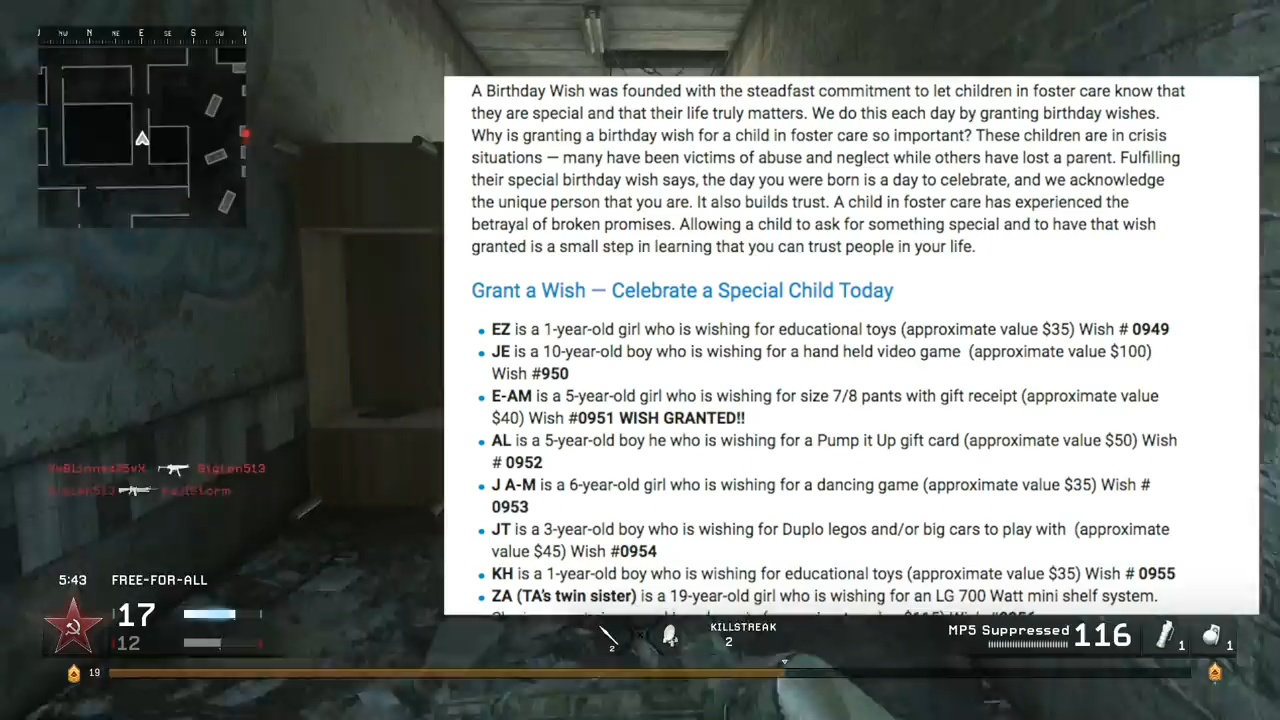 J NW N NE E SE S SW W
A Birthday Wish was founded with the steadfast commitment to let children in foster care know that
they are special and that their life truly matters. We do this each day by granting birthday wishes.
Why is granting a birthday wish for a child in foster care so important? These children are in crisis
situations — many have been victims of abuse and neglect while others have lost a parent. Fulfilling
their special birthday wish says, the day you were born is a day to celebrate, and we acknowledge
the unique person that you are. It also builds trust. A child in foster care has experienced the
betrayal of broken promises. Allowing a child to ask for something special and to have that wish
granted is a small step in learning that you can trust people in your life.
Grant a Wish — Celebrate a Special Child Today
• EZ is a 1-year-old girl who is wishing for educational toys (approximate value $35) Wish # 0949
• JE is a 10-year-old boy who is wishing for a hand held video game (approximate value $100)
Wish #950
• E-AM is a 5-year-old girl who is wishing for size 7/8 pants with gift receipt (approximate value
$40) Wish #0951 WISH GRANTED!!
• AL is a 5-year-old boy he who is wishing for a Pump it Up gift card (approximate value $50) Wish
# 0952
• J A-M is a 6-year-old girl who is wishing for a dancing game (approximate value $35) Wish #
0953
• JT is a 3-year-old boy who is wishing for Duplo legos and/or big cars to play with (approximate
value $45) Wish #0954
• KH is a 1-year-old boy who is wishing for educational toys (approximate value $35) Wish # 0955
• ZA (TA's twin sister) is a 19-year-old girl who is wishing for an LG 700 Watt mini shelf system.
BigLen513
5:43 FREE-FOR-ALL
17
12
19
2
KILLSTREAK
2
MP5 Suppressed 116
1 1